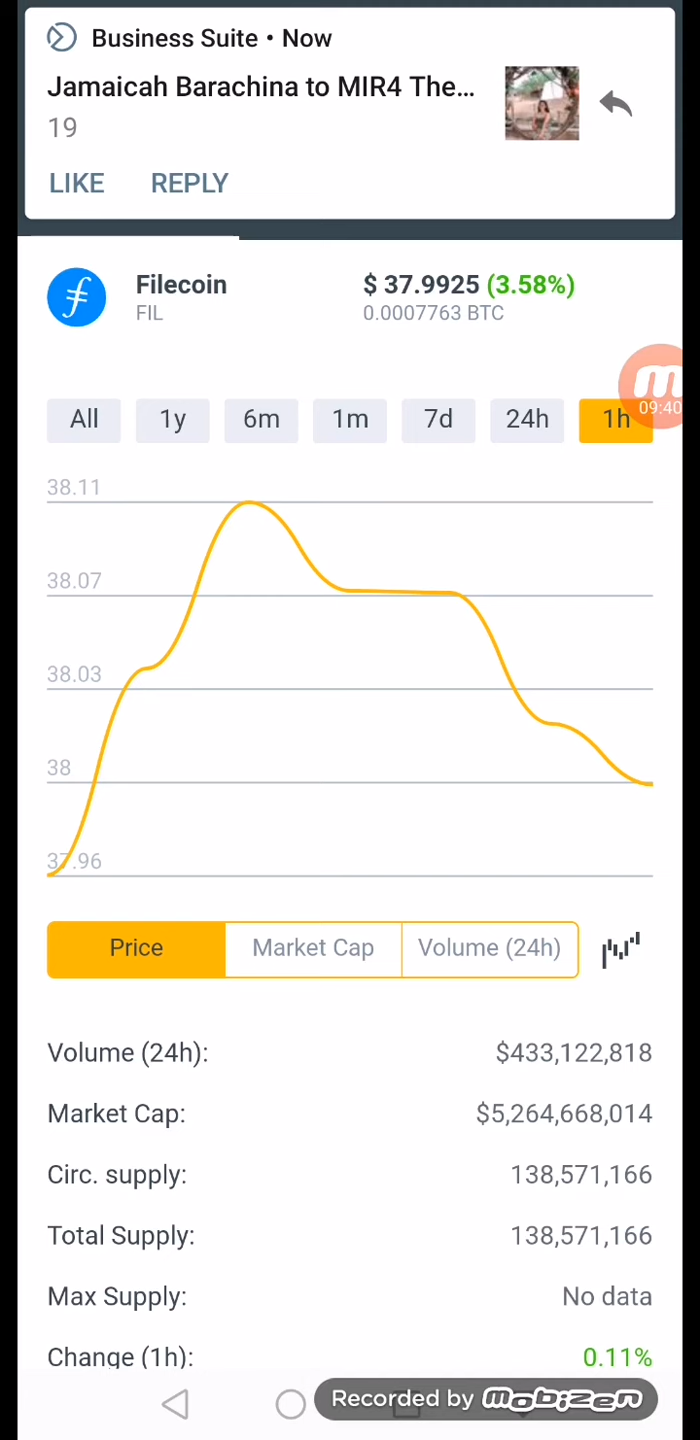 Business Suite • Now
Jamaicah Barachina to MIR4 The...
19
LIKE REPLY
Filecoin
FIL
$ 37.9925 (3.58%)
0.0007763 BTC
09:40
All 1y 6m 1m 7d 24h 1h
38.11
38.07
38.03
38
37.96
Price Market Cap Volume (24h)
Volume (24h): $433,122,818
Market Cap: $5,264,668,014
Circ. supply: 138,571,166
Total Supply: 138,571,166
Max Supply: No data
Change (1h): 0.11%
Recorded by Mobizen